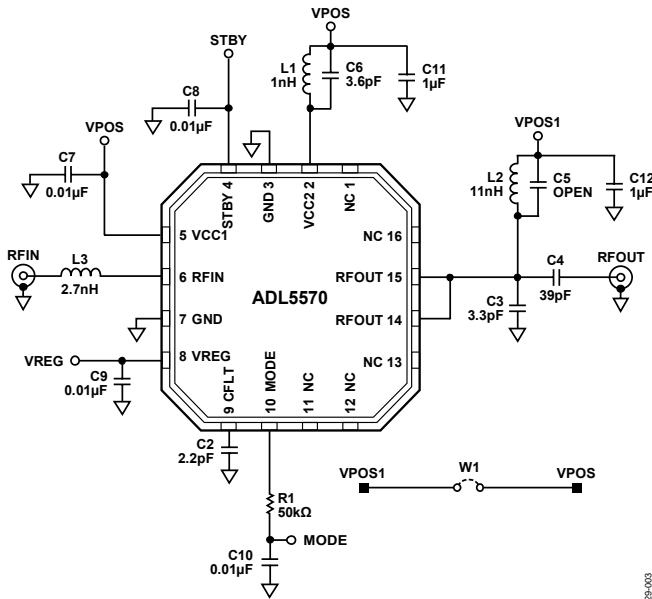 VPOS
STBY
L1
1nH
C6
3.6pF
C11
1µF
C8
0.01µF
VPOS
C7
0.01µF
VPOS1
L2
11nH
C5
OPEN
C12
1µF
STBY 4
GND 3
VCC2 2
NC 1
5 VCC1
NC 16
RFIN
L3
2.7nH
6 RFIN
RFOUT 15
C4
39pF
RFOUT
ADL5570
7 GND
RFOUT 14
C3
3.3pF
VREG
8 VREG
NC 13
C9
0.01µF
9 CFLT
10 MODE
11 NC
12 NC
C2
2.2pF
VPOS1
W1
VPOS
R1
50kΩ
MODE
C10
0.01µF
29-003